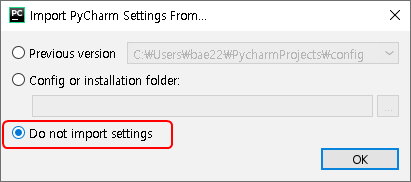 PC
Import PyCharm Settings From...
Previous version
C:₩Users₩bae22₩PycharmProjects₩config
Config or installation folder:
...
Do not import settings
OK